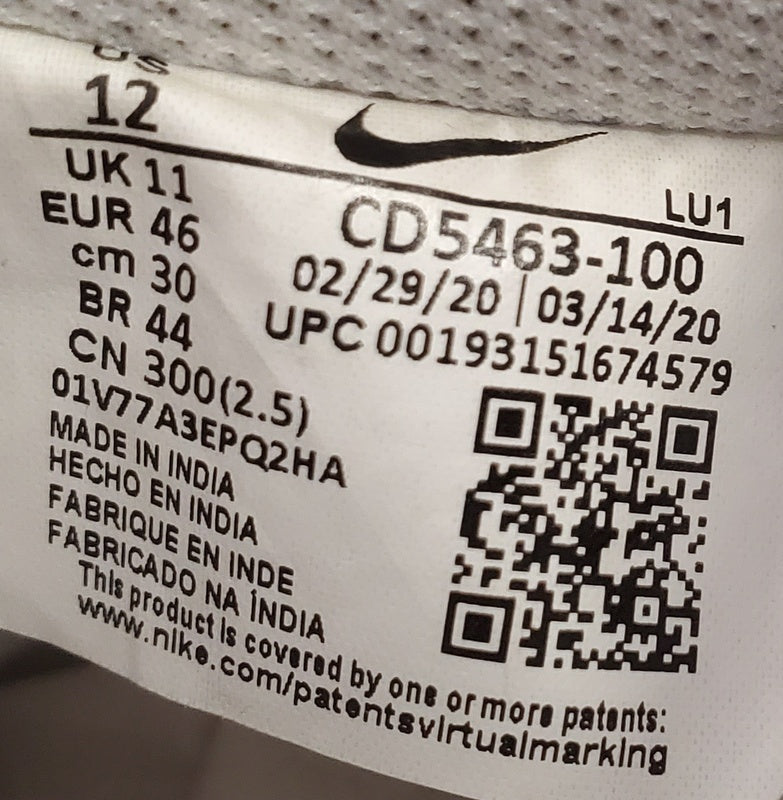 US
12
UK 11
EUR 46
cm 30
BR 44
CN 300(2.5)
01V77A3EPQ2HA
LU1
CD5463-100
02/29/20 | 03/14/20
UPC 00193151674579
MADE IN INDIA
HECHO EN INDIA
FABRIQUE EN INDE
FABRICADO NA ÍNDIA
This product is covered by one or more patents:
www.nike.com/patentsvirtualmarking